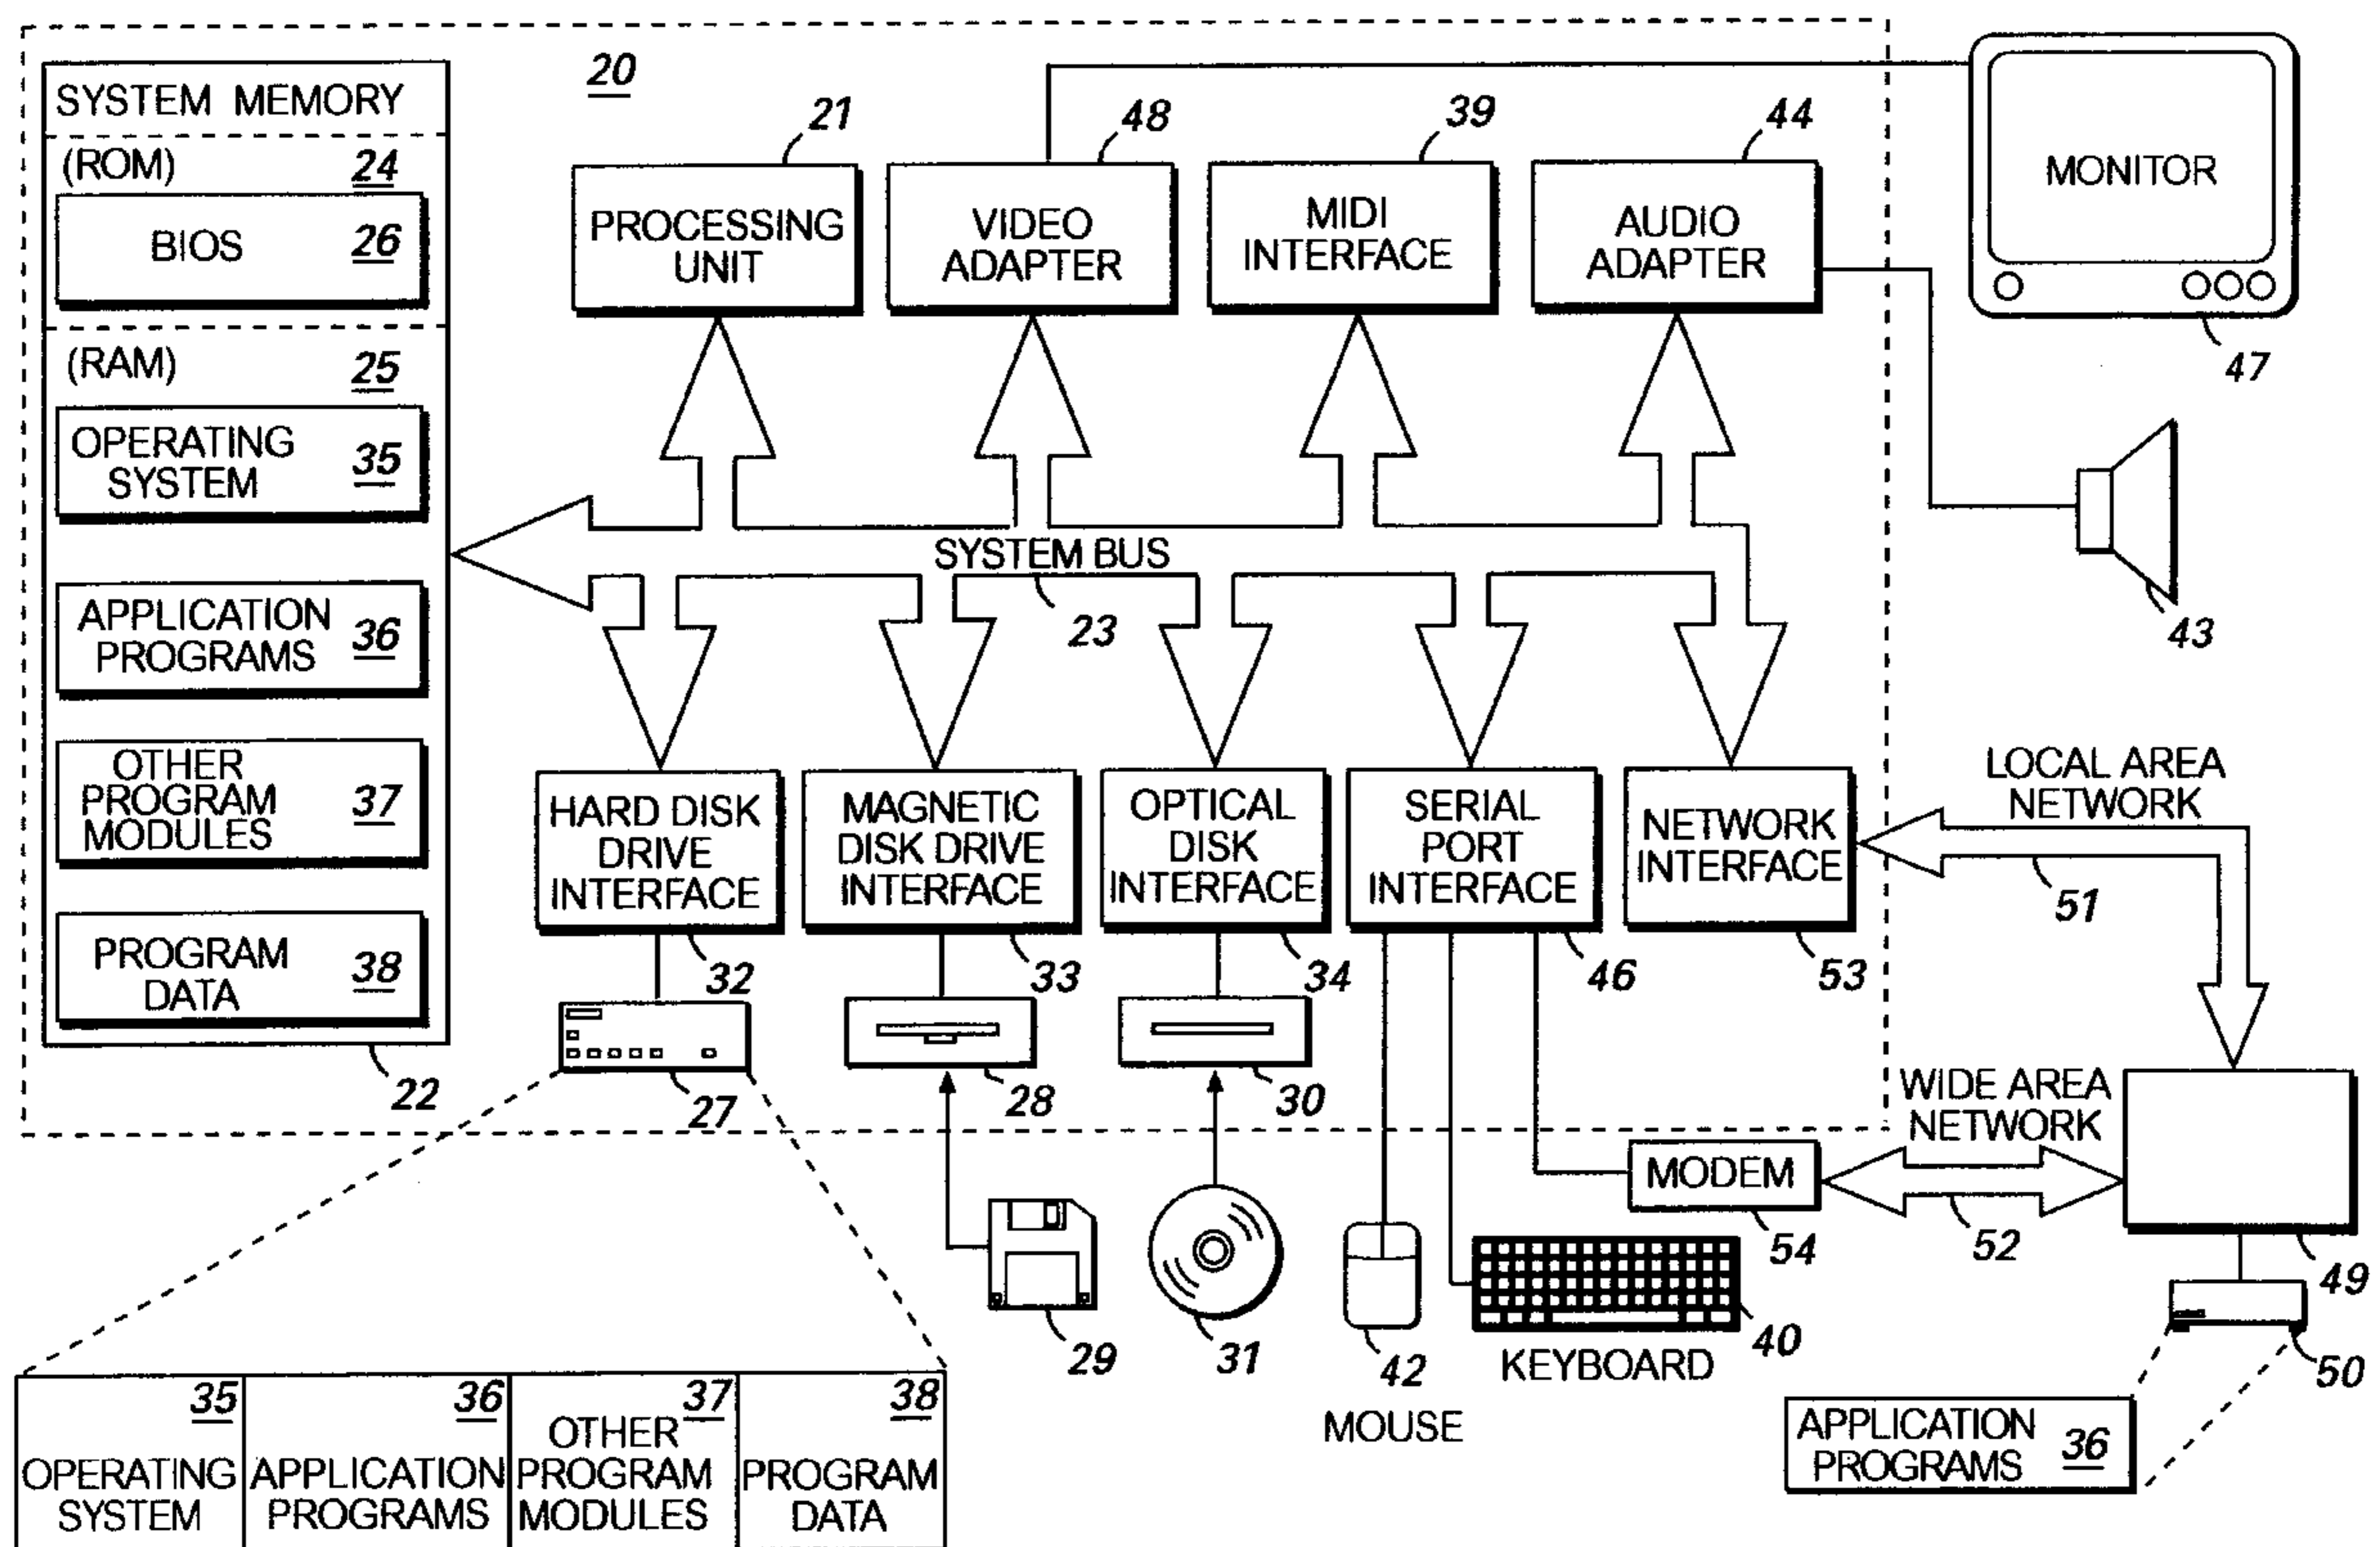 20
SYSTEM MEMORY
(ROM) 24
BIOS 26
(RAM) 25
OPERATING 35
SYSTEM
APPLICATION 36
PROGRAMS
OTHER
PROGRAM 37
MODULES
PROGRAM 38
DATA
22
21
PROCESSING
UNIT
48
VIDEO
ADAPTER
39
MIDI
INTERFACE
44
AUDIO
ADAPTER
MONITOR
47
43
SYSTEM BUS
23
HARD DISK
DRIVE
INTERFACE
32
MAGNETIC
DISK DRIVE
INTERFACE
33
OPTICAL
DISK
INTERFACE
34
SERIAL
PORT
INTERFACE
46
NETWORK
INTERFACE
53
LOCAL AREA
NETWORK
51
27
28
30
WIDE AREA
NETWORK
MODEM
54
52
49
29
31
42
MOUSE
40
KEYBOARD
50
APPLICATION
PROGRAMS 36
35
OPERATING
SYSTEM
36
APPLICATION
PROGRAMS
37
OTHER
PROGRAM
MODULES
38
PROGRAM
DATA